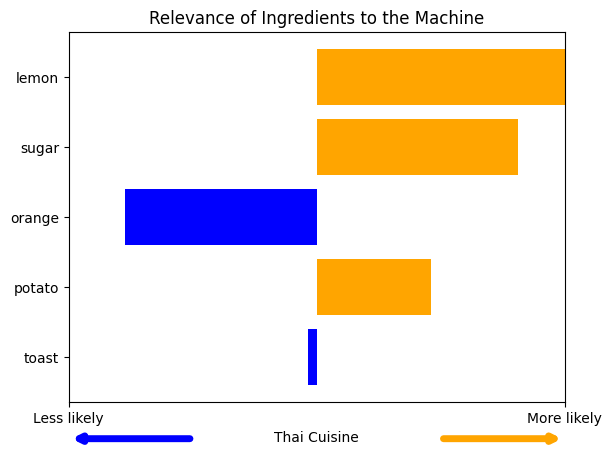 Relevance of Ingredients to the Machine
lemon
sugar
orange
potato
toast
Less likely
More likely
Thai Cuisine